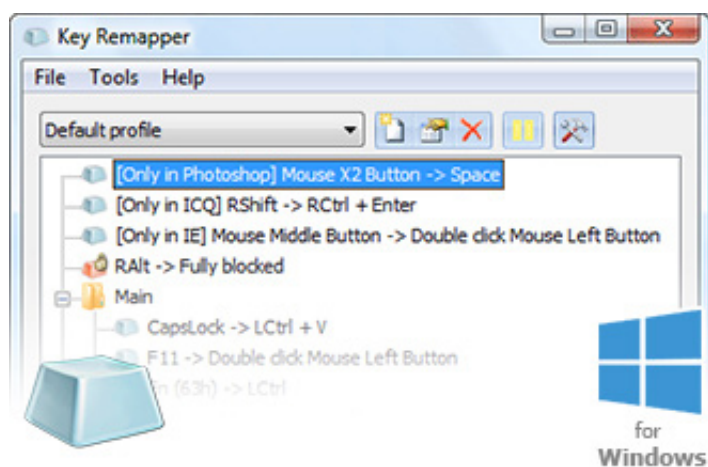 Key Remapper
File Tools Help
Default profile
[Only in Photoshop] Mouse X2 Button -> Space
[Only in ICQ] RShift -> RCtrl + Enter
[Only in IE] Mouse Middle Button -> Double click Mouse Left Button
RAlt -> Fully blocked
Main
CapsLock -> LCtrl + V
F11 -> Double click Mouse Left Button
(63h) -> LCtrl
for
Windows